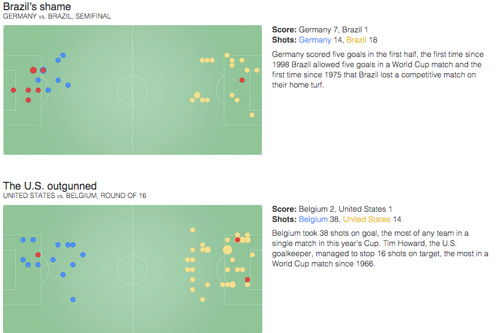 Brazil's shame
GERMANY vs. BRAZIL, SEMIFINAL
Score: Germany 7, Brazil 1
Shots: Germany 14, Brazil 18
Germany scored five goals in the first half, the first time since
1998 Brazil allowed five goals in a World Cup match and the
first time since 1975 that Brazil lost a competitive match on
their home turf.
The U.S. outgunned
UNITED STATES vs. BELGIUM, ROUND OF 16
Score: Belgium 2, United States 1
Shots: Belgium 38, United States 14
Belgium took 38 shots on goal, the most of any team in a
single match in this year's Cup. Tim Howard, the U.S.
goalkeeper, managed to stop 16 shots on target, the most in a
World Cup match since 1966.